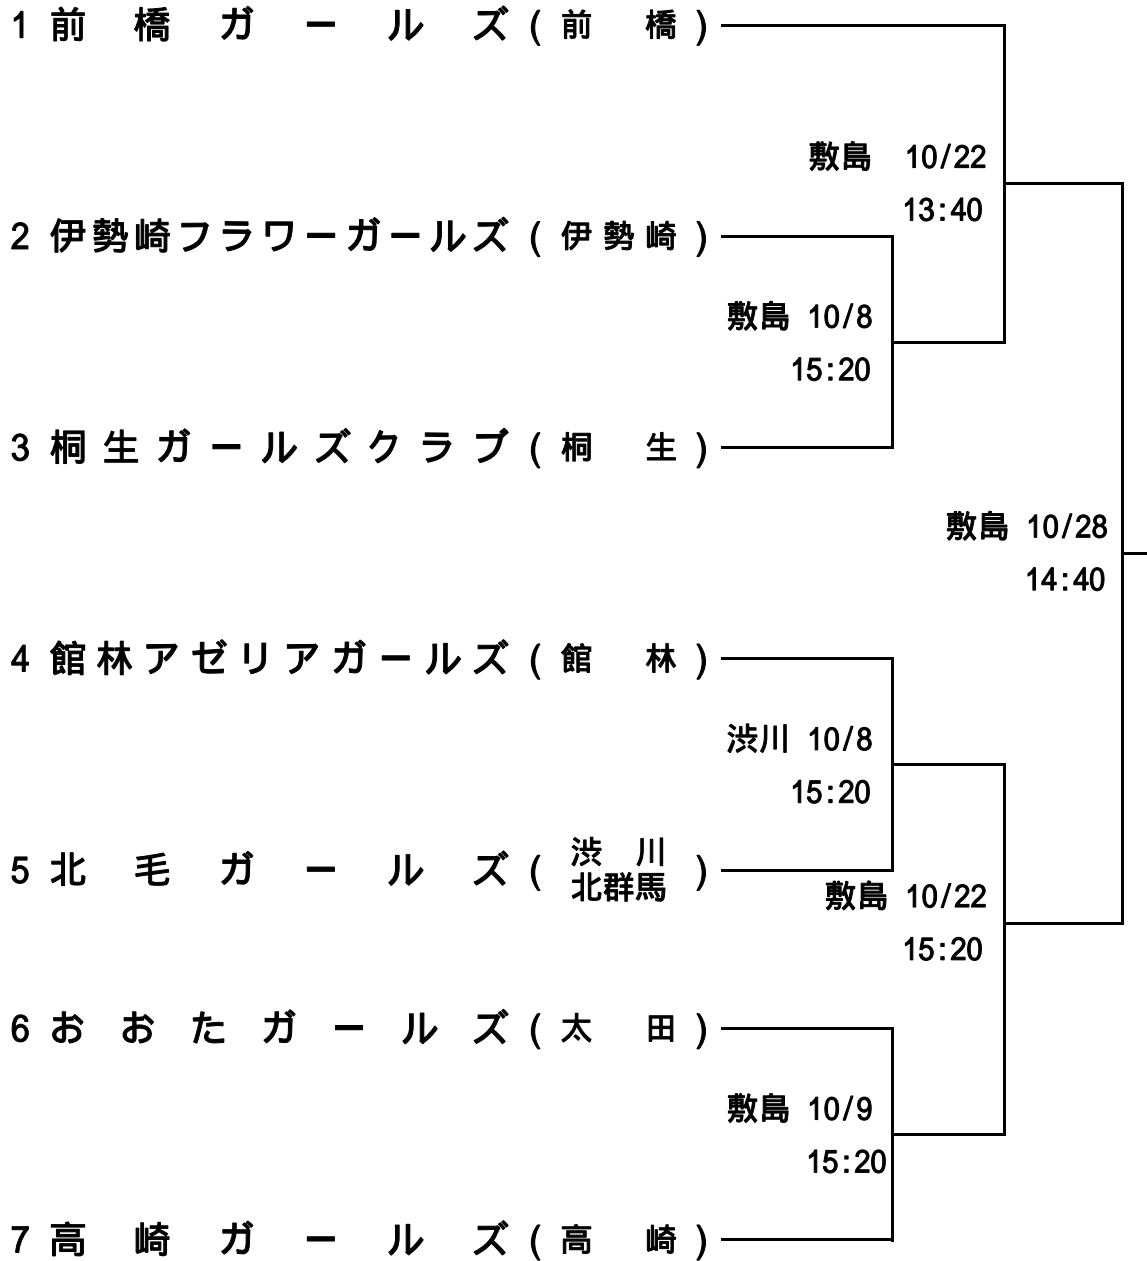 1 前橋ガールズ(前橋)
敷島 10/22
13:40
2 伊勢崎フラワーガールズ(伊勢崎)
敷島 10/8
15:20
3 桐生ガールズクラブ(桐生)
敷島 10/28
14:40
4 館林アゼリアガールズ(館林)
渋川 10/8
15:20
5 北毛ガールズ(渋川北群馬)
敷島 10/22
15:20
6 おおたガールズ(太田)
敷島 10/9
15:20
7 高崎ガールズ(高崎)